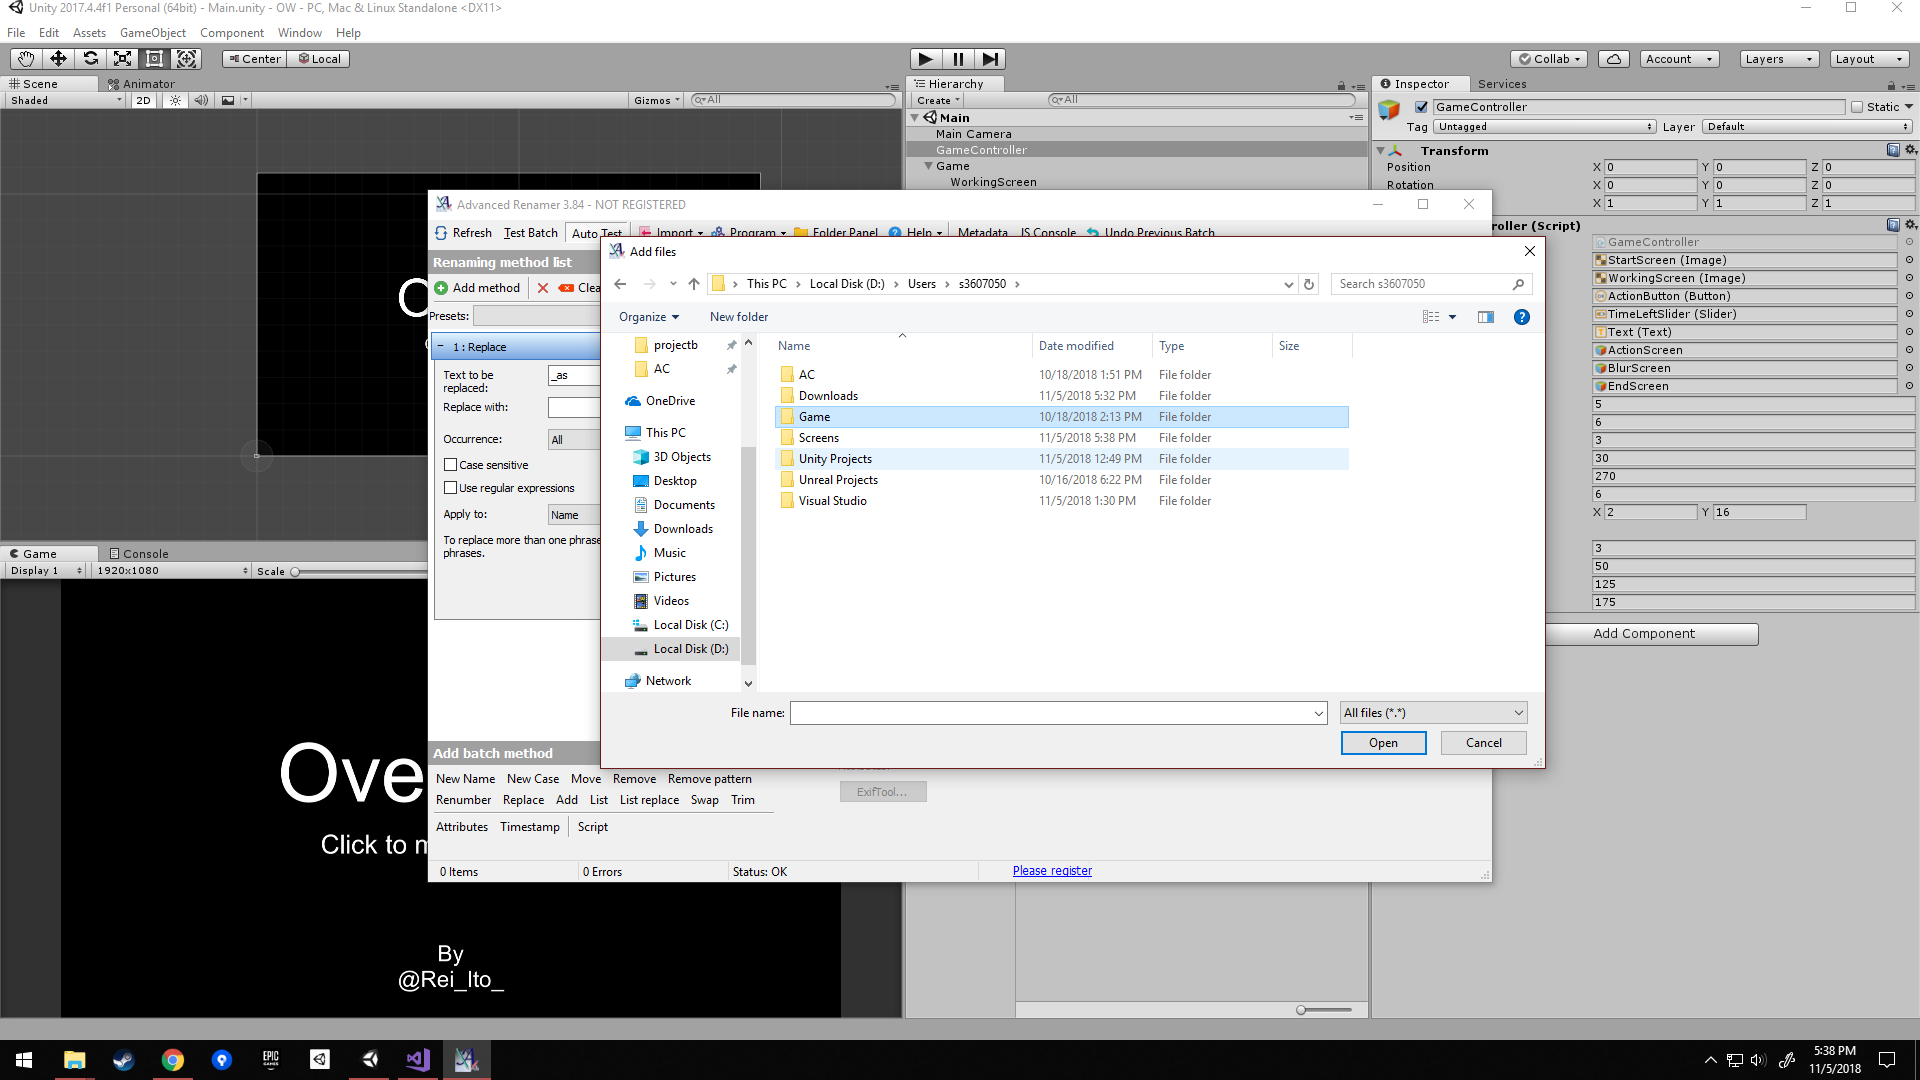 Unity 2017.4.4f1 Personal (64bit) - Main.unity - OW - PC, Mac & Linux Standalone <DX11>
File Edit Assets GameObject Component Window Help
Center Local Collab Account Layers Layout
Scene Animator Hierarchy Inspector Services
Shaded 2D Gizmos All Create All
GameController Static
Tag Untagged Layer Default
Main
Main Camera
GameController
Game
WorkingScreen
Transform
Position X 0 Y 0 Z 0
Rotation X 0 Y 0 Z 0
X 1 Y 1 Z 1
roller (Script)
GameController
StartScreen (Image)
WorkingScreen (Image)
ActionButton (Button)
TimeLeftSlider (Slider)
Text (Text)
ActionScreen
BlurScreen
EndScreen
5
6
3
30
270
6
X 2 Y 16
3
50
125
175
Add Component
Advanced Renamer 3.84 - NOT REGISTERED
Refresh Test Batch Auto Test Import Program Folder Panel Help Metadata JS Console Undo Previous Batch
Renaming method list
Add method Clea
Presets:
1 : Replace
Text to be replaced: _as
Replace with:
Occurrence: All
Case sensitive
Use regular expressions
Apply to: Name
To replace more than one phrase
phrases.
Add files
This PC Local Disk (D:) Users s3607050
Search s3607050
Organize New folder
projectb
AC
OneDrive
This PC
3D Objects
Desktop
Documents
Downloads
Music
Pictures
Videos
Local Disk (C:)
Local Disk (D:)
Network
Name Date modified Type Size
AC 10/18/2018 1:51 PM File folder
Downloads 11/5/2018 5:32 PM File folder
Game 10/18/2018 2:13 PM File folder
Screens 11/5/2018 5:38 PM File folder
Unity Projects 11/5/2018 12:49 PM File folder
Unreal Projects 10/16/2018 6:22 PM File folder
Visual Studio 11/5/2018 1:30 PM File folder
File name: All files (*.*)
Open Cancel
Add batch method
New Name New Case Move Remove Remove pattern
Renumber Replace Add List List replace Swap Trim
Attributes Timestamp Script
ExifTool...
0 Items 0 Errors Status: OK Please register
Game Console
Display 1 1920x1080 Scale
Ove
Click to m
By
@Rei_Ito_
EPIC GAMES
5:38 PM
11/5/2018